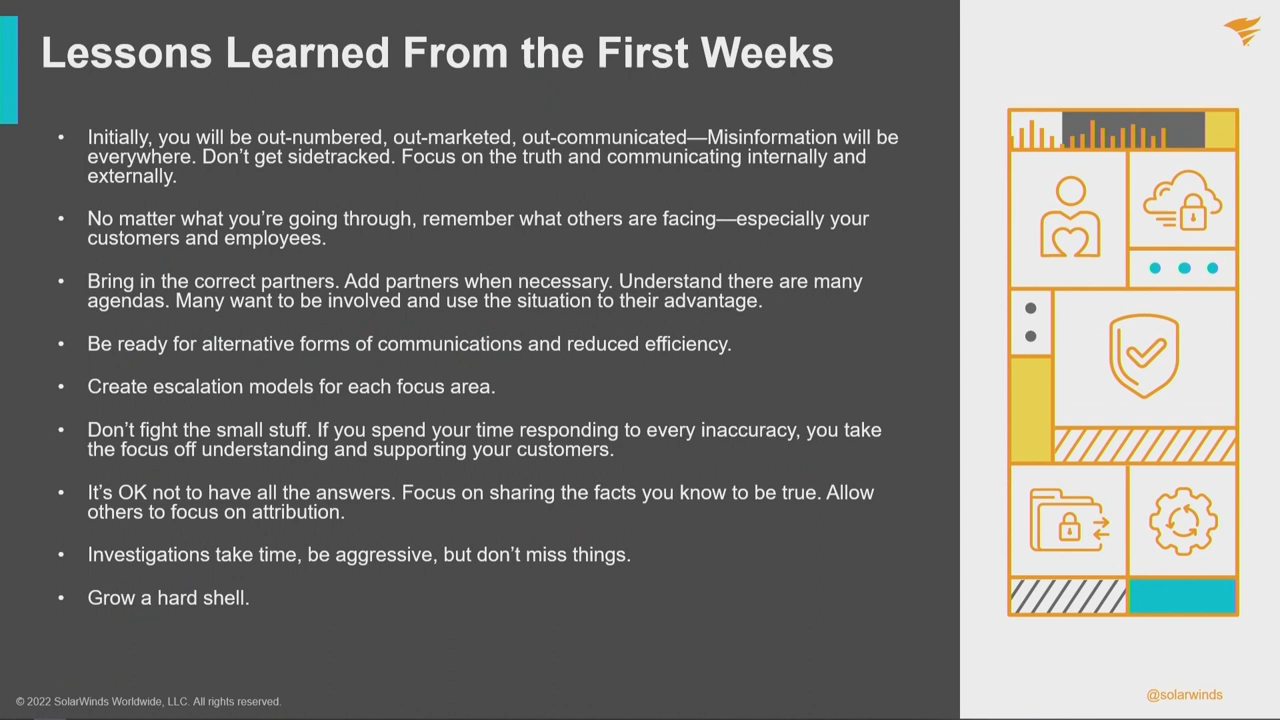 Lessons Learned From the First Weeks
• Initially, you will be out-numbered, out-marketed, out-communicated—Misinformation will be
everywhere. Don’t get sidetracked. Focus on the truth and communicating internally and
externally.
• No matter what you’re going through, remember what others are facing—especially your
customers and employees.
• Bring in the correct partners. Add partners when necessary. Understand there are many
agendas. Many want to be involved and use the situation to their advantage.
• Be ready for alternative forms of communications and reduced efficiency.
• Create escalation models for each focus area.
• Don’t fight the small stuff. If you spend your time responding to every inaccuracy, you take
the focus off understanding and supporting your customers.
• It’s OK not to have all the answers. Focus on sharing the facts you know to be true. Allow
others to focus on attribution.
• Investigations take time, be aggressive, but don’t miss things.
• Grow a hard shell.
© 2022 SolarWinds Worldwide, LLC. All rights reserved.
@solarwinds